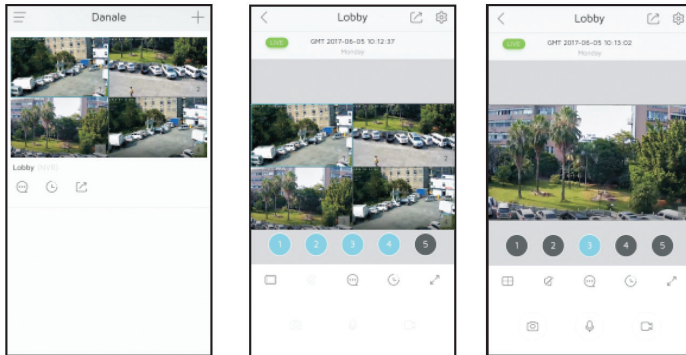 Danale
Lobby (NVR)
Lobby
LIVE GMT 2017-06-05 10:12:37
Monday
1 2 3 4 5
Lobby
LIVE GMT 2017-06-05 10:13:02
Monday
1 2 3 4 5